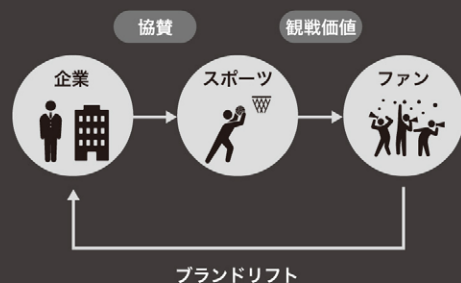 協賛
観戦価値
企業
スポーツ
ファン
ブランドリフト